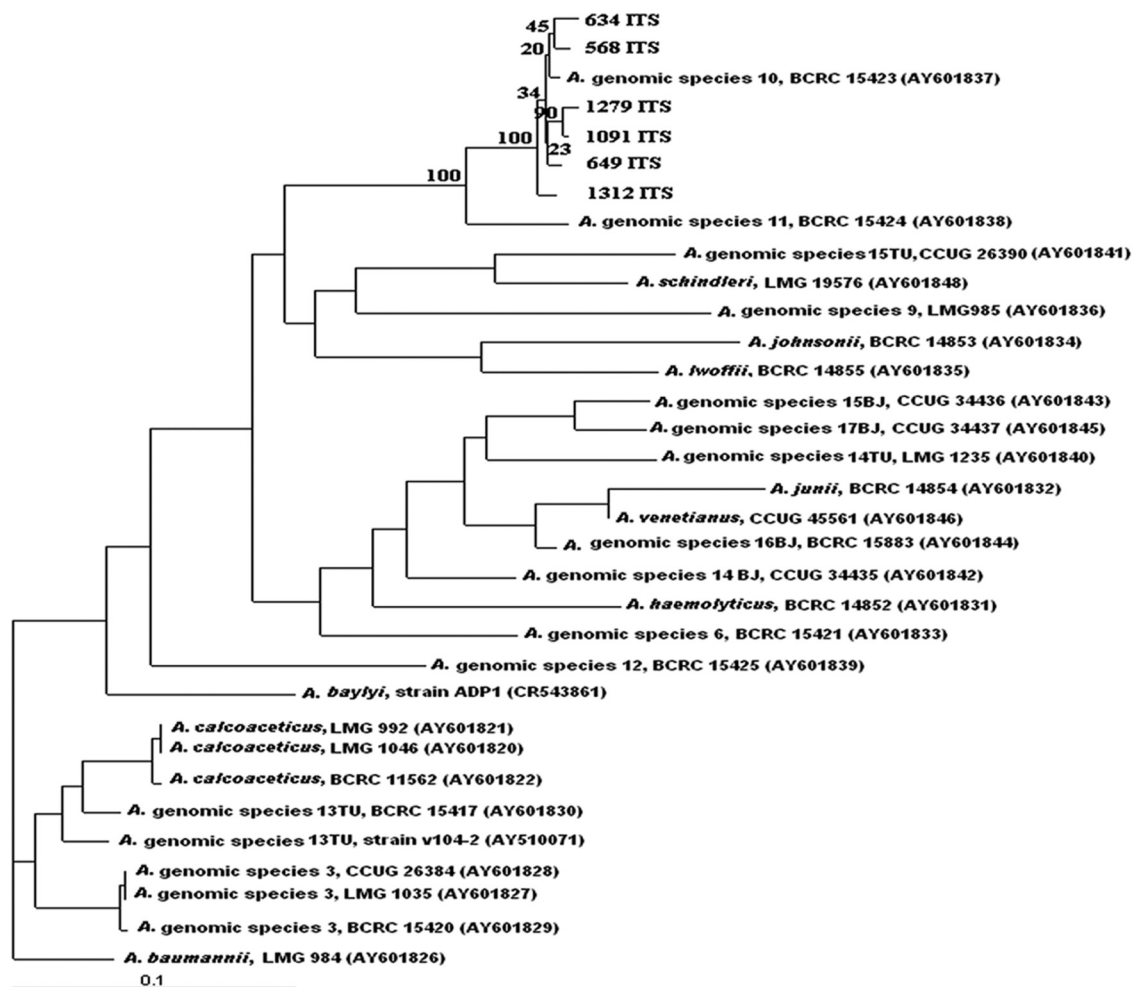 45
634 ITS
20
568 ITS
A. genomic species 10, BCRC 15423 (AY601837)
34
1279 ITS
90
100
1091 ITS
23
649 ITS
100
1312 ITS
A. genomic species 11, BCRC 15424 (AY601838)
A. genomic species 15TU,CCUG 26390 (AY601841)
A. schindleri, LMG 19576 (AY601848)
A. genomic species 9, LMG985 (AY601836)
A. johnsonii, BCRC 14853 (AY601834)
A. lwoffii, BCRC 14855 (AY601835)
A. genomic species 15BJ, CCUG 34436 (AY601843)
A. genomic species 17BJ, CCUG 34437 (AY601845)
A. genomic species 14TU, LMG 1235 (AY601840)
A. junii, BCRC 14854 (AY601832)
A. venetianus, CCUG 45561 (AY601846)
A. genomic species 16BJ, BCRC 15883 (AY601844)
A. genomic species 14 BJ, CCUG 34435 (AY601842)
A. haemolyticus, BCRC 14852 (AY601831)
A. genomic species 6, BCRC 15421 (AY601833)
A. genomic species 12, BCRC 15425 (AY601839)
A. baylyi, strain ADP1 (CR543861)
A. calcoaceticus, LMG 992 (AY601821)
A. calcoaceticus, LMG 1046 (AY601820)
A. calcoaceticus, BCRC 11562 (AY601822)
A. genomic species 13TU, BCRC 15417 (AY601830)
A. genomic species 13TU, strain v104-2 (AY510071)
A. genomic species 3, CCUG 26384 (AY601828)
A. genomic species 3, LMG 1035 (AY601827)
A. genomic species 3, BCRC 15420 (AY601829)
A. baumannii, LMG 984 (AY601826)
0.1